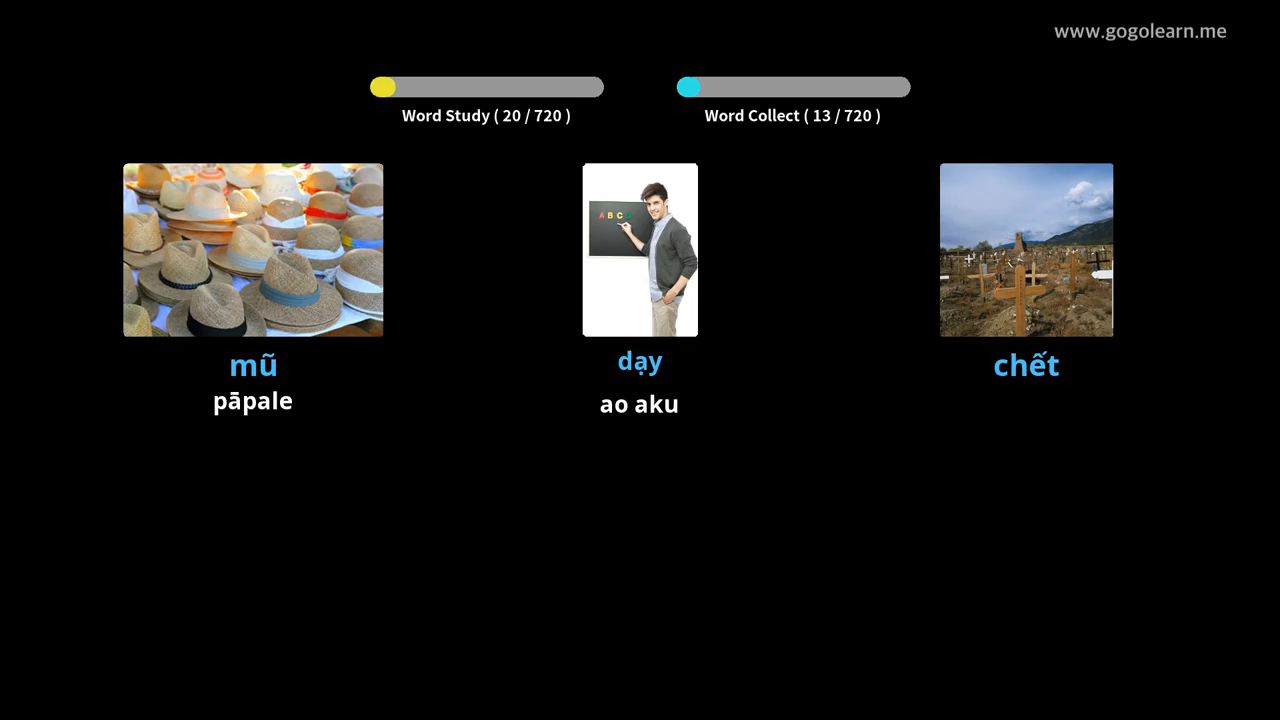 www.gogolearn.me
Word Study ( 20 / 720 )
Word Collect ( 13 / 720 )
A B C D
mũ
dạy
chết
pāpale
ao aku